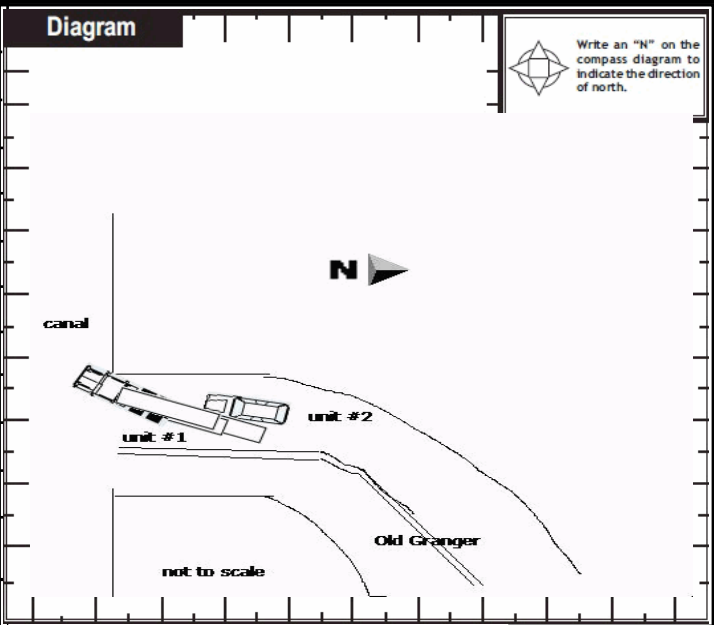 Diagram
Write an “N” on the
compass diagram to
indicate the direction
of north.
N
canal
unit #2
unit #1
Old Granger
not to scale